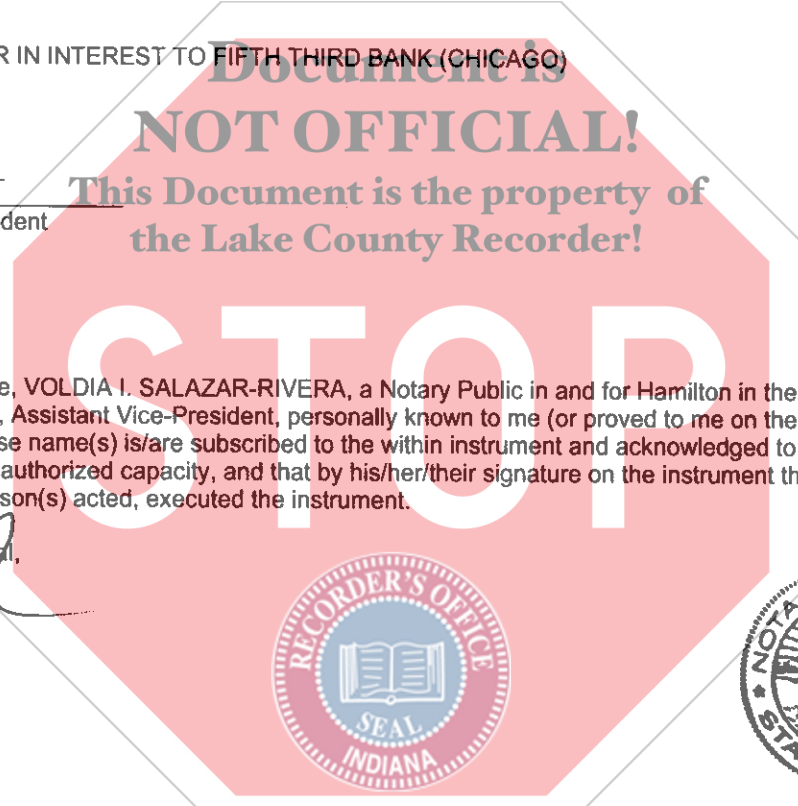 R IN INTEREST TO FIFTH THIRD BANK (CHICAGO)
Document is
NOT OFFICIAL!
This Document is the property of
the Lake County Recorder!
dent
STOP
e, VOLDIA I. SALAZAR-RIVERA, a Notary Public in and for Hamilton in the
, Assistant Vice-President, personally known to me (or proved to me on the
se name(s) is/are subscribed to the within instrument and acknowledged to
authorized capacity, and that by his/her/their signature on the instrument th
son(s) acted, executed the instrument.
al,
RECORDER'S OFFICE
SEAL
INDIANA
NOTA
STA